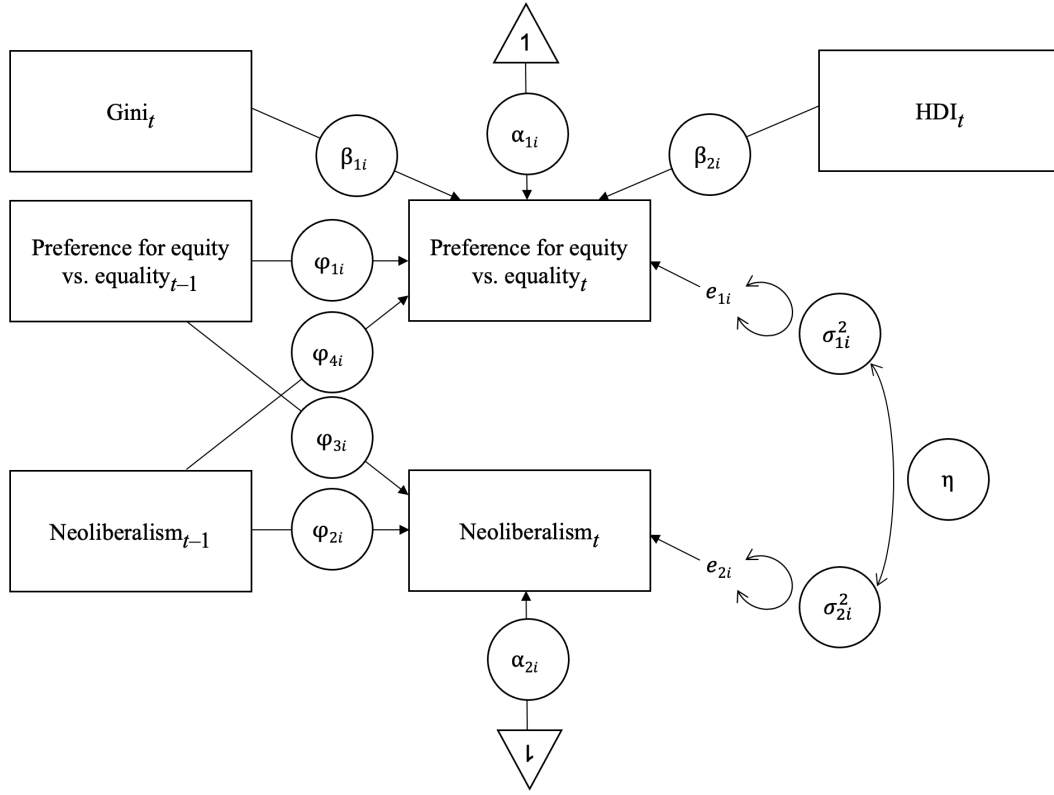 1
Gini_t
α_1i
HDI_t
β_1i
β_2i
Preference for equity
vs. equality_t–1
φ_1i
Preference for equity
vs. equality_t
e_1i
σ²_1i
φ_4i
φ_3i
η
Neoliberalism_t–1
φ_2i
Neoliberalism_t
e_2i
σ²_2i
α_2i
1